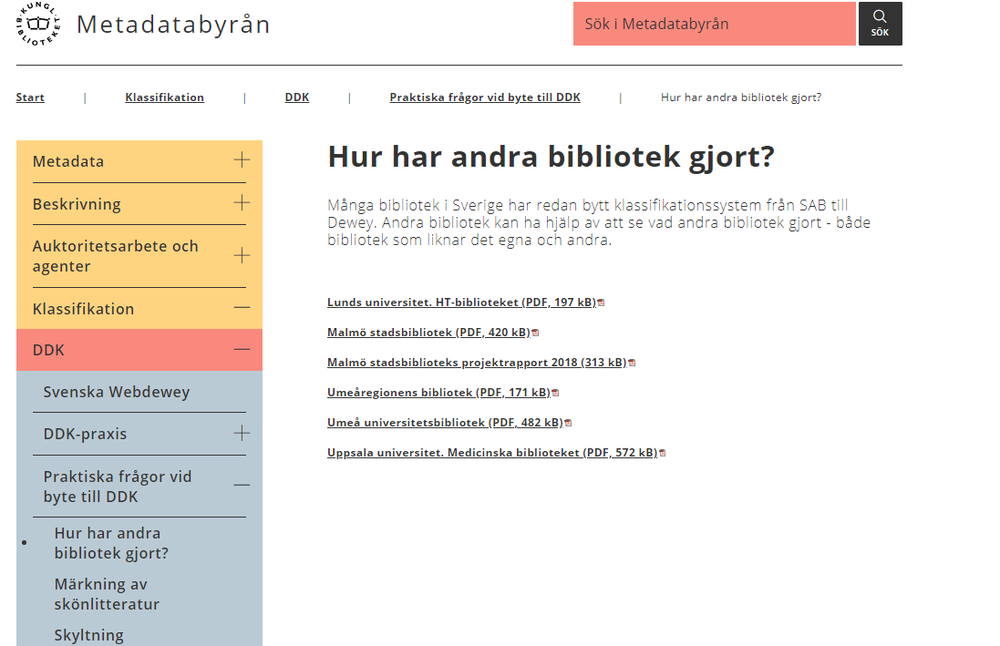 KUNGL. BIBLIOTEKET
Metadatabyrån
Sök i Metadatabyrån
SÖK
Start | Klassifikation | DDK | Praktiska frågor vid byte till DDK | Hur har andra bibliotek gjort?
Metadata
Beskrivning
Auktoritetsarbete och
agenter
Klassifikation
DDK
Svenska Webdewey
DDK-praxis
Praktiska frågor vid
byte till DDK
Hur har andra
bibliotek gjort?
Märkning av
skönlitteratur
Skyltning
Hur har andra bibliotek gjort?
Många bibliotek i Sverige har redan bytt klassifikationssystem från SAB till
Dewey. Andra bibliotek kan ha hjälp av att se vad andra bibliotek gjort - både
bibliotek som liknar det egna och andra.
Lunds universitet. HT-biblioteket (PDF, 197 kB)
Malmö stadsbibliotek (PDF, 420 kB)
Malmö stadsbiblioteks projektrapport 2018 (313 kB)
Umeåregionens bibliotek (PDF, 171 kB)
Umeå universitetsbibliotek (PDF, 482 kB)
Uppsala universitet. Medicinska biblioteket (PDF, 572 kB)